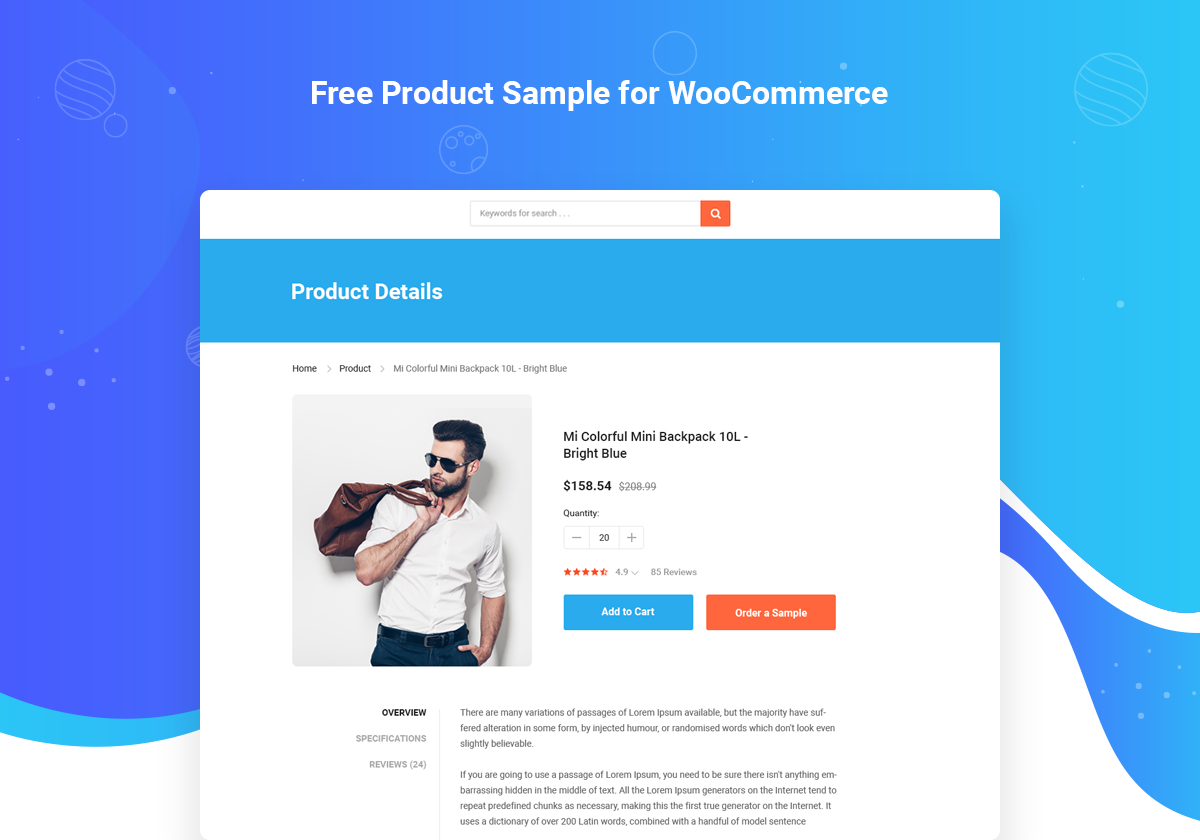 Free Product Sample for WooCommerce
Keywords for search . . .
Product Details
Home > Product > Mi Colorful Mini Backpack 10L - Bright Blue
Mi Colorful Mini Backpack 10L -
Bright Blue
$158.54 $208.99
Quantity:
— 20 +
4.9 85 Reviews
Add to Cart Order a Sample
OVERVIEW
SPECIFICATIONS
REVIEWS (24)
There are many variations of passages of Lorem Ipsum available, but the majority have suf-
fered alteration in some form, by injected humour, or randomised words which don't look even
slightly believable.
If you are going to use a passage of Lorem Ipsum, you need to be sure there isn't anything em-
barrassing hidden in the middle of text. All the Lorem Ipsum generators on the Internet tend to
repeat predefined chunks as necessary, making this the first true generator on the Internet. It
uses a dictionary of over 200 Latin words, combined with a handful of model sentence